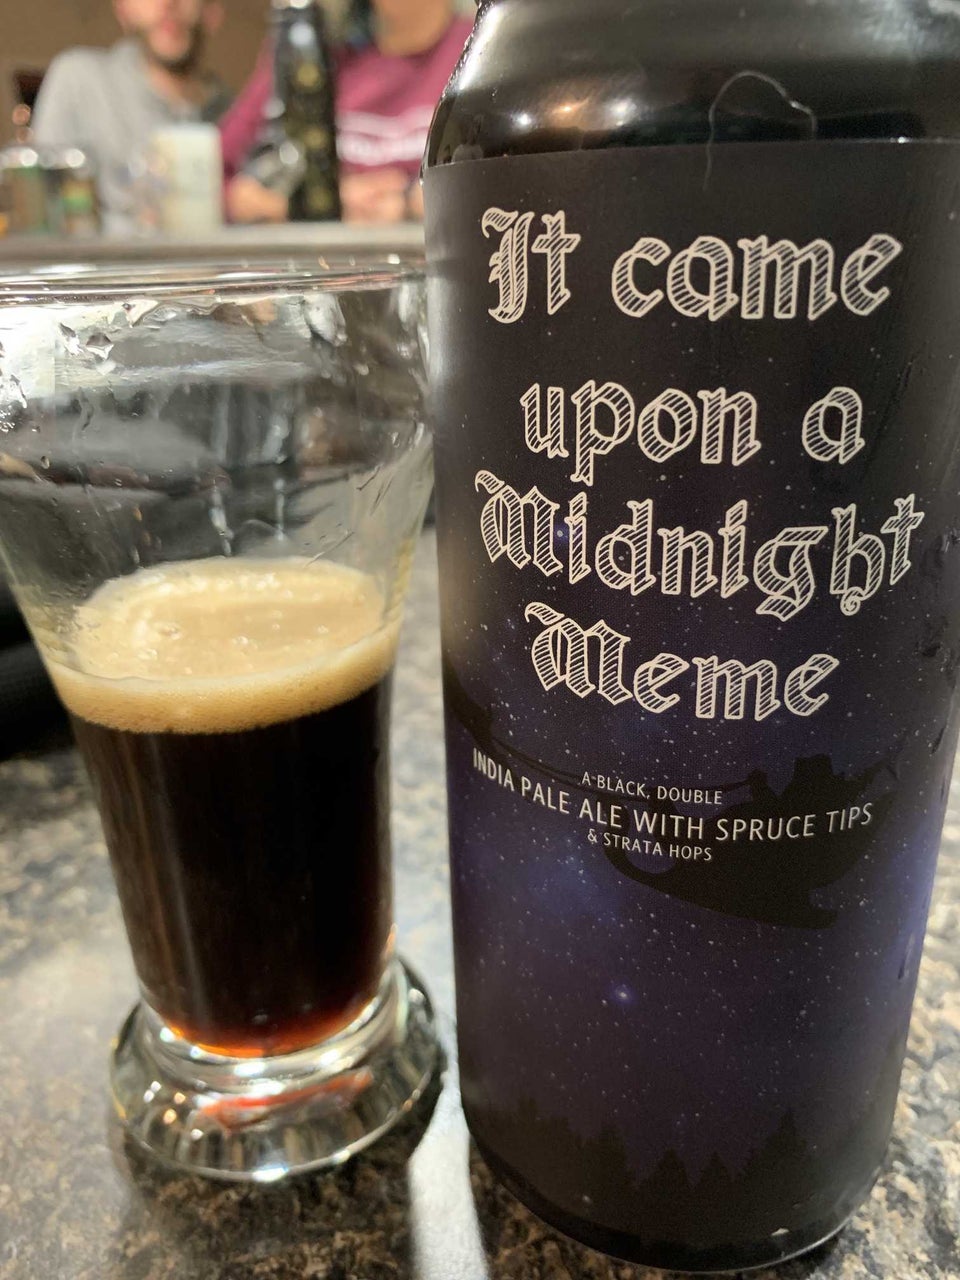 It came
upon a
Midnight
Meme
A BLACK, DOUBLE
INDIA PALE ALE WITH SPRUCE TIPS
& STRATA HOPS